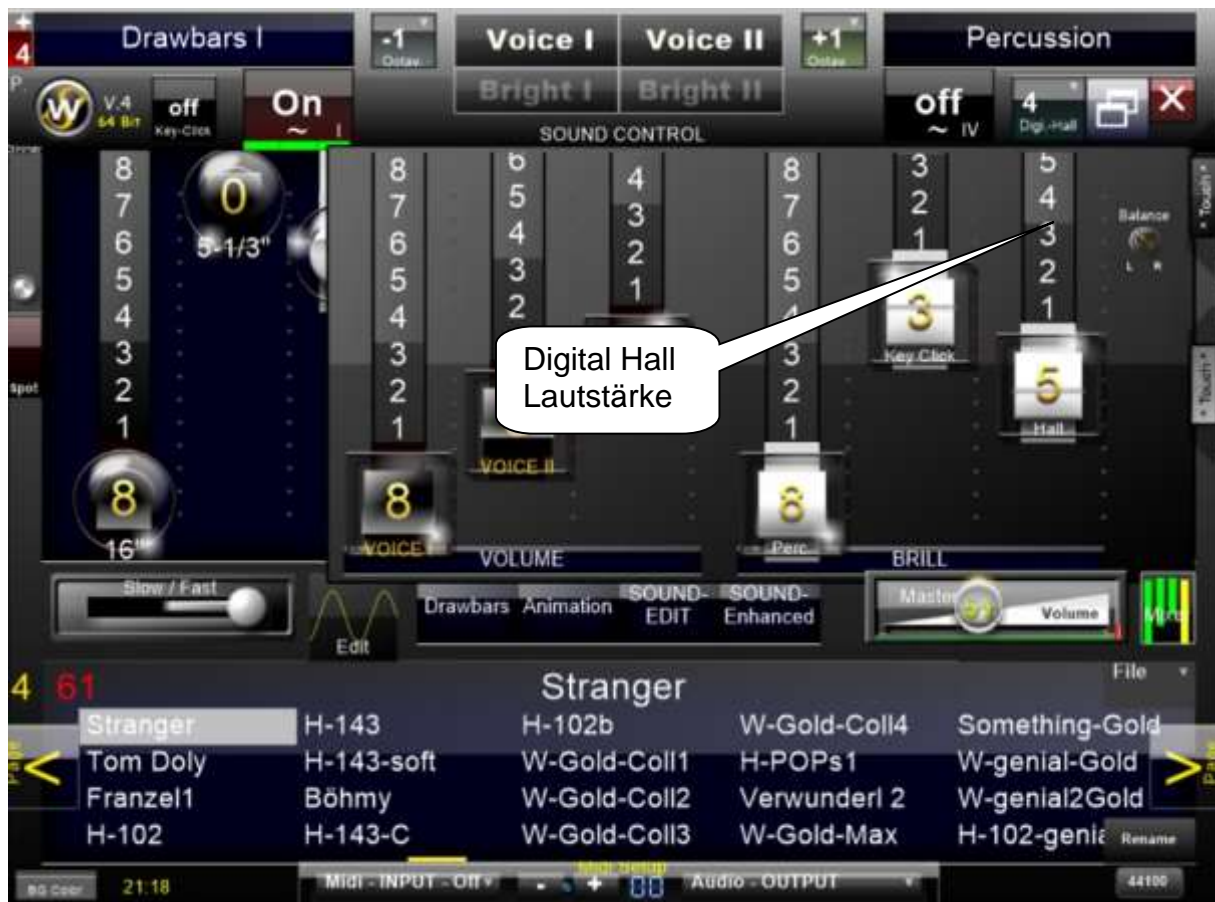 +
4
Drawbars I
-1
Octav.
Voice I
Voice II
+1
Octav
Percussion
P
W
V.4
64 Bit
off
Key-Click
On
~ I
Bright I
Bright II
SOUND CONTROL
off
~ IV
4
Digi.-Hall
X
8
7
6
5
4
3
2
1
8
16"
0
5-1/3"
8
7
6
5
4
3
2
1
8
VOICE
6
5
4
3
2
VOICE II
4
3
2
1
8
7
6
5
4
3
2
1
8
Perc.
3
2
1
3
Key Click
5
4
3
2
1
5
Hall
Balance
L R
* Touch *
* Touch *
Spot
Digital Hall
Lautstärke
VOLUME
BRILL
Slow / Fast
Edit
Drawbars
Animation
SOUND-
EDIT
SOUND-
Enhanced
Master
Volume
4
61
Stranger
File
Stranger
H-143
H-102b
W-Gold-Coll4
Something-Gold
Tom Doly
H-143-soft
W-Gold-Coll1
H-POPs1
W-genial-Gold
Franzel1
Böhmy
W-Gold-Coll2
Verwunderl 2
W-genial2Gold
H-102
H-143-C
W-Gold-Coll3
W-Gold-Max
H-102-genia
Page
<
>
Page
Rename
BG Color
21:18
Midi - INPUT - Off
Midi Setup
- +
00
Audio - OUTPUT
44100